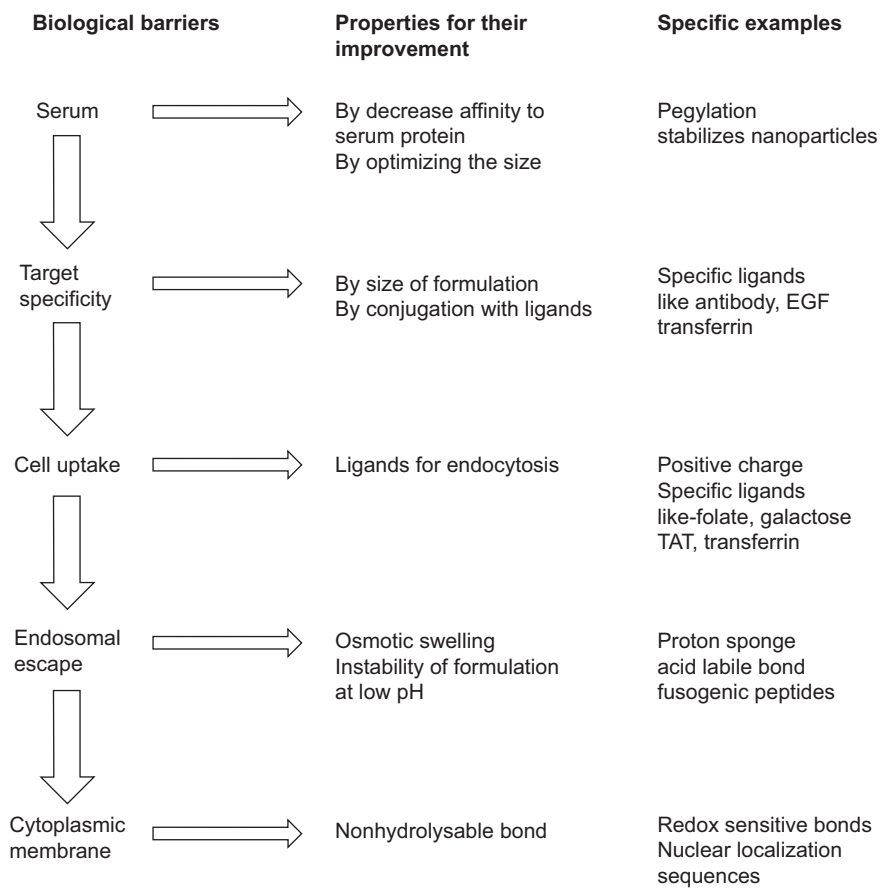 Biological barriers
Properties for their
improvement
Specific examples
Serum
By decrease affinity to
serum protein
By optimizing the size
Pegylation
stabilizes nanoparticles
Target
specificity
By size of formulation
By conjugation with ligands
Specific ligands
like antibody, EGF
transferrin
Cell uptake
Ligands for endocytosis
Positive charge
Specific ligands
like-folate, galactose
TAT, transferrin
Endosomal
escape
Osmotic swelling
Instability of formulation
at low pH
Proton sponge
acid labile bond
fusogenic peptides
Cytoplasmic
membrane
Nonhydrolysable bond
Redox sensitive bonds
Nuclear localization
sequences